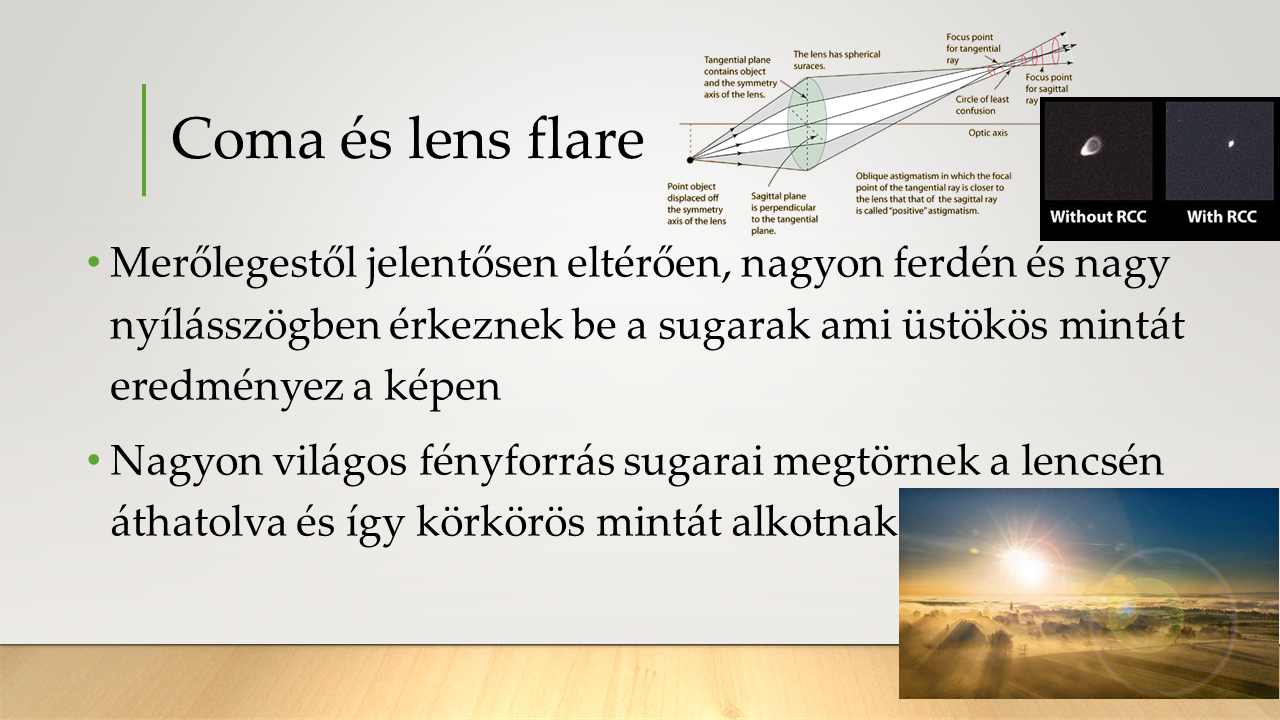 Coma és lens flare
Tangential plane
contains object
and the symmetry
axis of the lens.
The lens has spherical
suraces.
Focus point
for tangential
ray
Focus point
for sagittal
ray
Circle of least
confusion
Optic axis
Point object
displaced off
the symmetry
axis of the lens
Sagittal plane
is perpendicular
to the tangential
plane.
Oblique astigmatism in which the focal
point of the tangential ray is closer to
the lens that that of the sagittal ray
is called “positive” astigmatism.
Without RCC
With RCC
• Merőlegestől jelentősen eltérően, nagyon ferdén és nagy
nyílásszögben érkeznek be a sugarak ami üstökös mintát
eredményez a képen
• Nagyon világos fényforrás sugarai megtörnek a lencsén
áthatolva és így körkörös mintát alkotnak